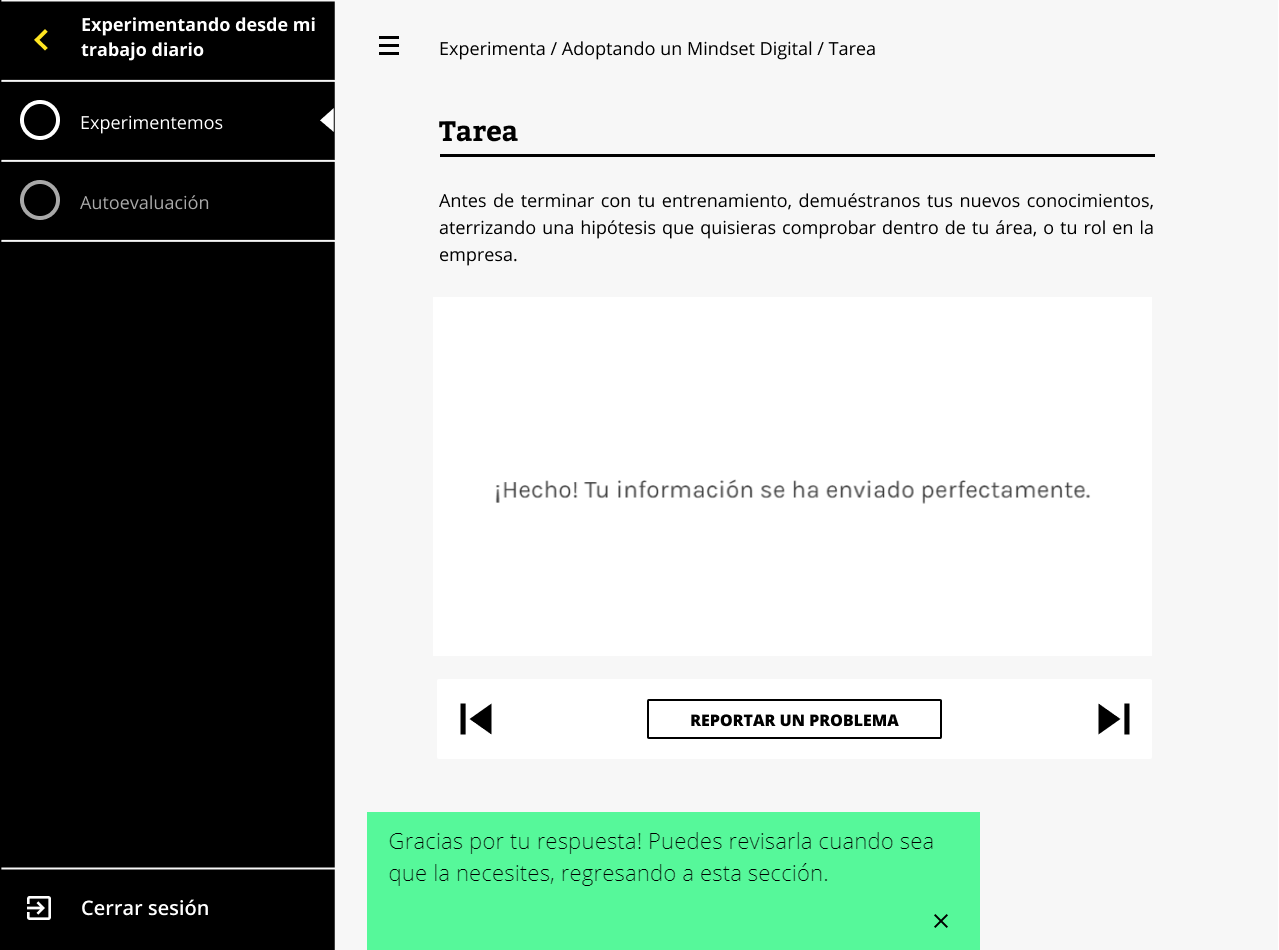 Experimentando desde mi
trabajo diario
Experimentemos
Autoevaluación
Cerrar sesión
Experimenta / Adoptando un Mindset Digital / Tarea
Tarea
Antes de terminar con tu entrenamiento, demuéstranos tus nuevos conocimientos,
aterrizando una hipótesis que quisieras comprobar dentro de tu área, o tu rol en la
empresa.
¡Hecho! Tu información se ha enviado perfectamente.
REPORTAR UN PROBLEMA
Gracias por tu respuesta! Puedes revisarla cuando sea
que la necesites, regresando a esta sección.